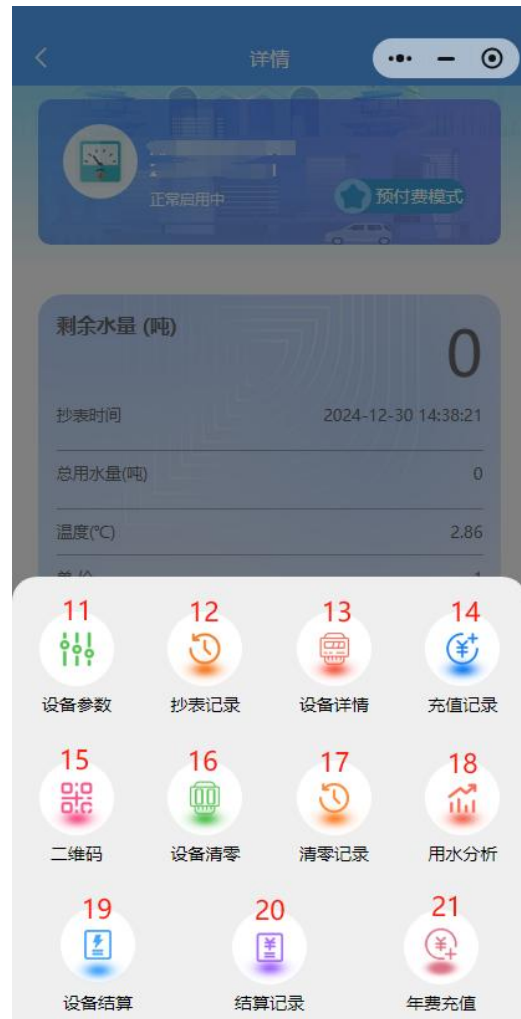 详情
正常启用中
预付费模式
剩余水量 (吨)
0
抄表时间 2024-12-30 14:38:21
总用水量(吨) 0
温度(℃) 2.86
11 12 13 14
设备参数 抄表记录 设备详情 充值记录
15 16 17 18
二维码 设备清零 清零记录 用水分析
19 20 21
设备结算 结算记录 年费充值